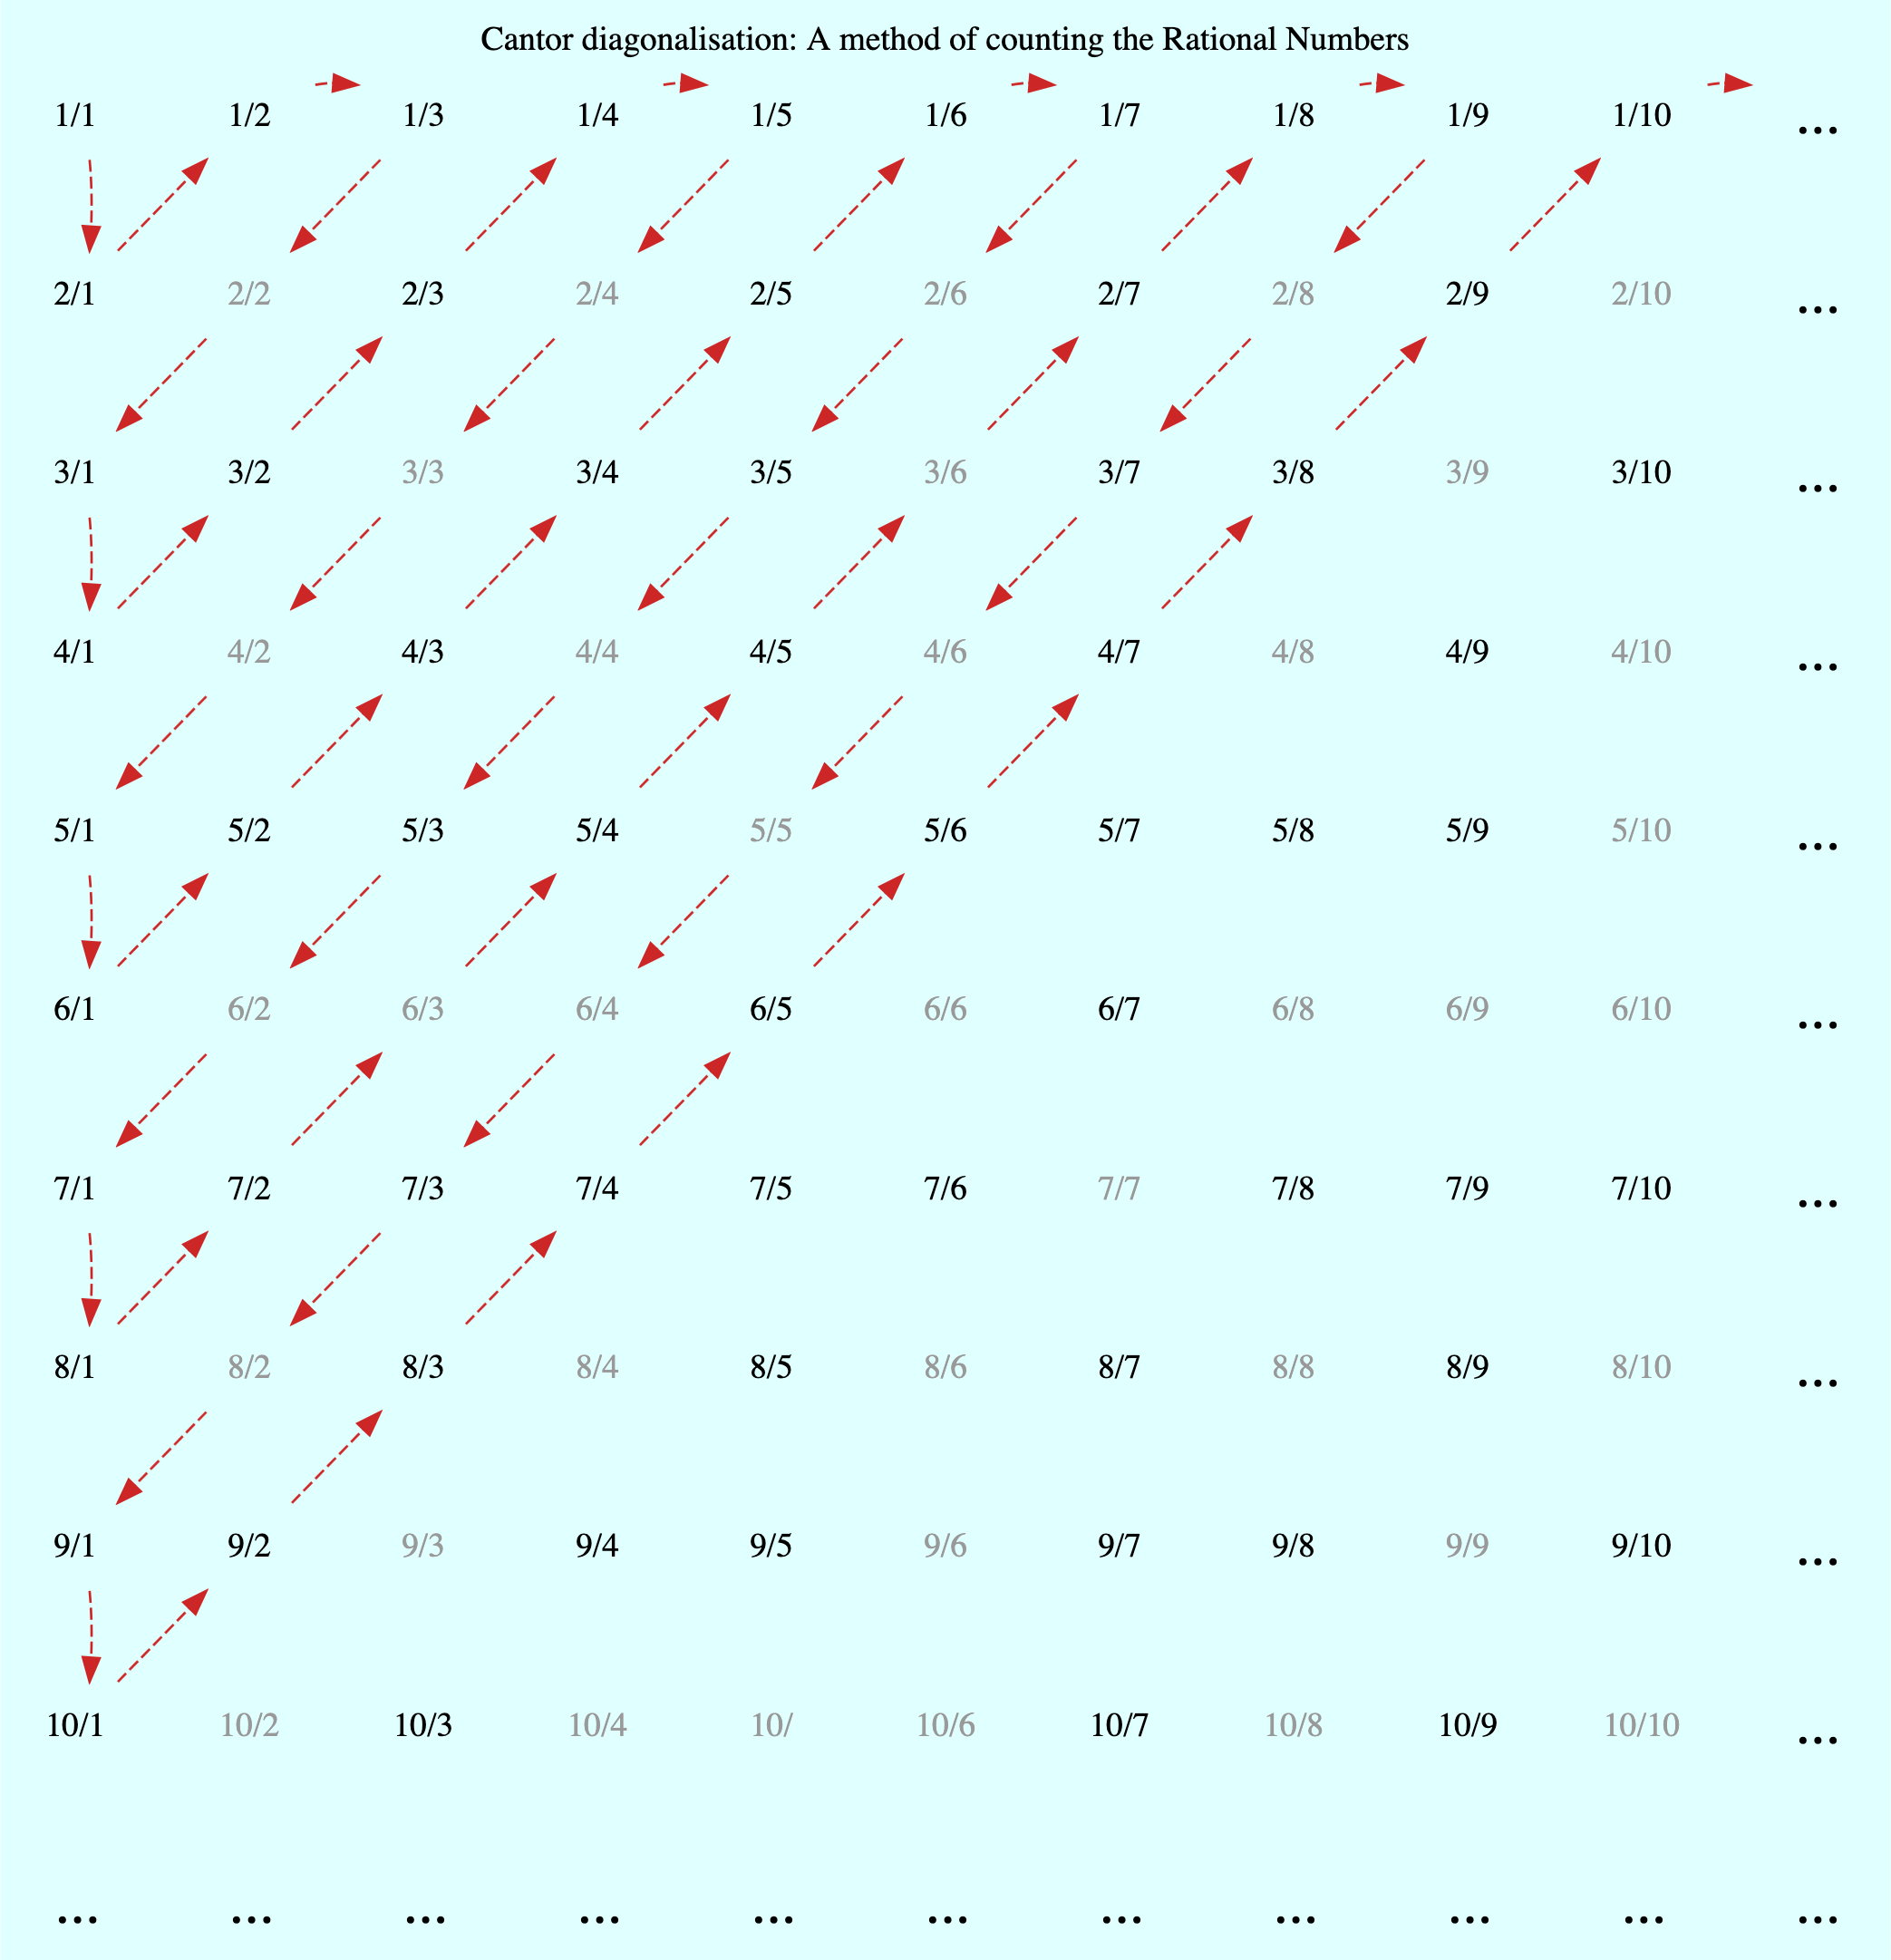 Cantor diagonalisation: A method of counting the Rational Numbers
1/1 1/2 1/3 1/4 1/5 1/6 1/7 1/8 1/9 1/10 ...
2/1 2/2 2/3 2/4 2/5 2/6 2/7 2/8 2/9 2/10 ...
3/1 3/2 3/3 3/4 3/5 3/6 3/7 3/8 3/9 3/10 ...
4/1 4/2 4/3 4/4 4/5 4/6 4/7 4/8 4/9 4/10 ...
5/1 5/2 5/3 5/4 5/5 5/6 5/7 5/8 5/9 5/10 ...
6/1 6/2 6/3 6/4 6/5 6/6 6/7 6/8 6/9 6/10 ...
7/1 7/2 7/3 7/4 7/5 7/6 7/7 7/8 7/9 7/10 ...
8/1 8/2 8/3 8/4 8/5 8/6 8/7 8/8 8/9 8/10 ...
9/1 9/2 9/3 9/4 9/5 9/6 9/7 9/8 9/9 9/10 ...
10/1 10/2 10/3 10/4 10/ 10/6 10/7 10/8 10/9 10/10 ...
... ... ... ... ... ... ... ... ... ... ...